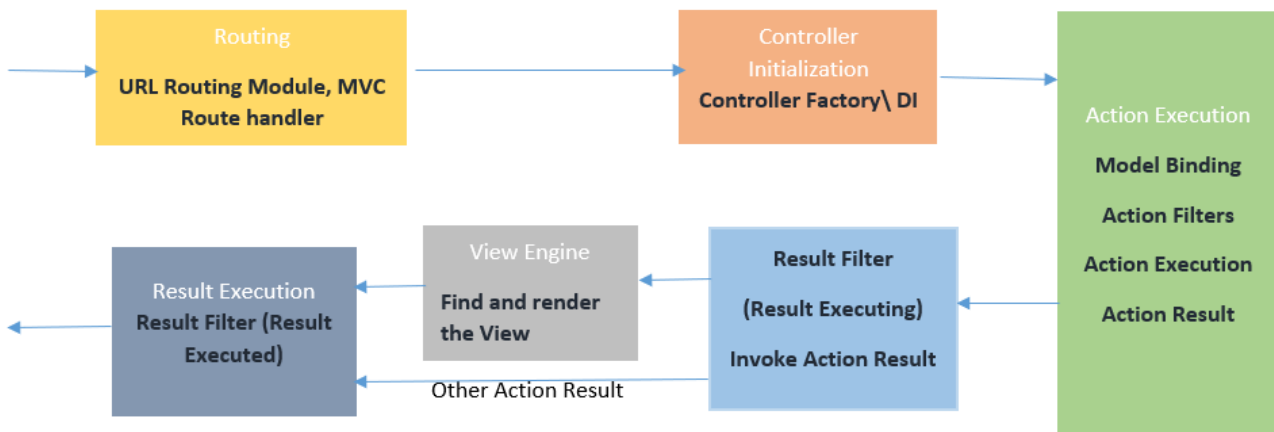 Routing
URL Routing Module, MVC
Route handler
Controller
Initialization
Controller Factory\ DI
Action Execution
Model Binding
Action Filters
Action Execution
Action Result
Result Filter
(Result Executing)
Invoke Action Result
View Engine
Find and render
the View
Other Action Result
Result Execution
Result Filter (Result
Executed)